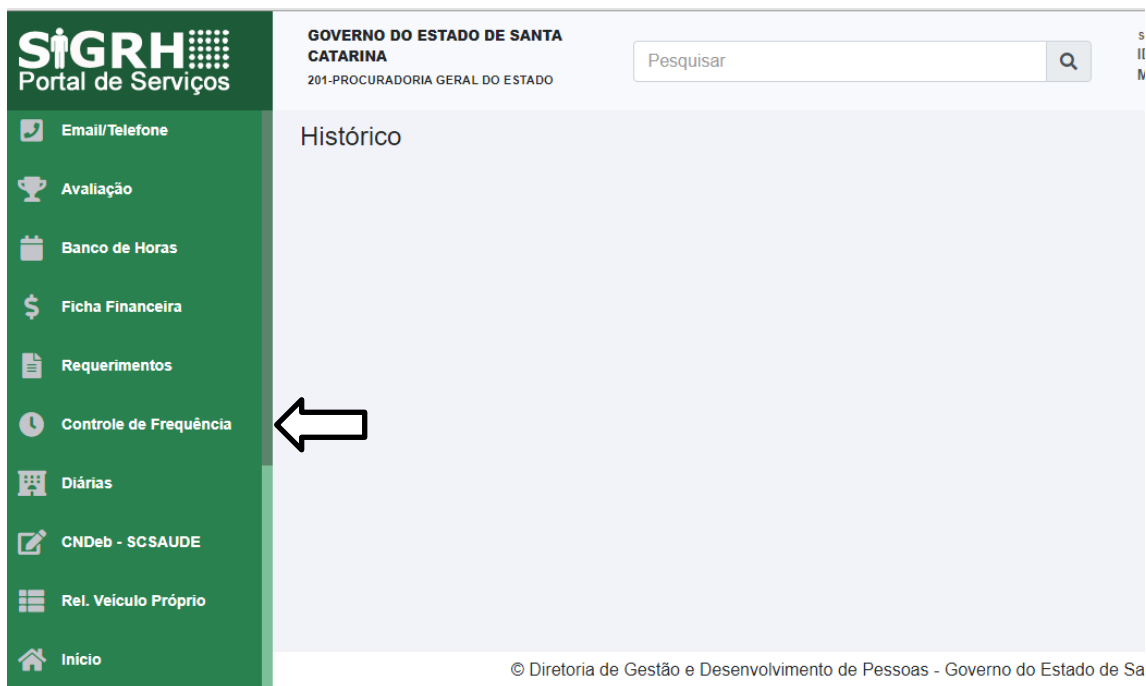 SIGRH
Portal de Serviços
GOVERNO DO ESTADO DE SANTA
CATARINA
201-PROCURADORIA GERAL DO ESTADO
Pesquisar
Email/Telefone
Avaliação
Banco de Horas
Ficha Financeira
Requerimentos
Controle de Frequência
Diárias
CNDeb - SCSAUDE
Rel. Veículo Próprio
Início
Histórico
© Diretoria de Gestão e Desenvolvimento de Pessoas - Governo do Estado de Sa